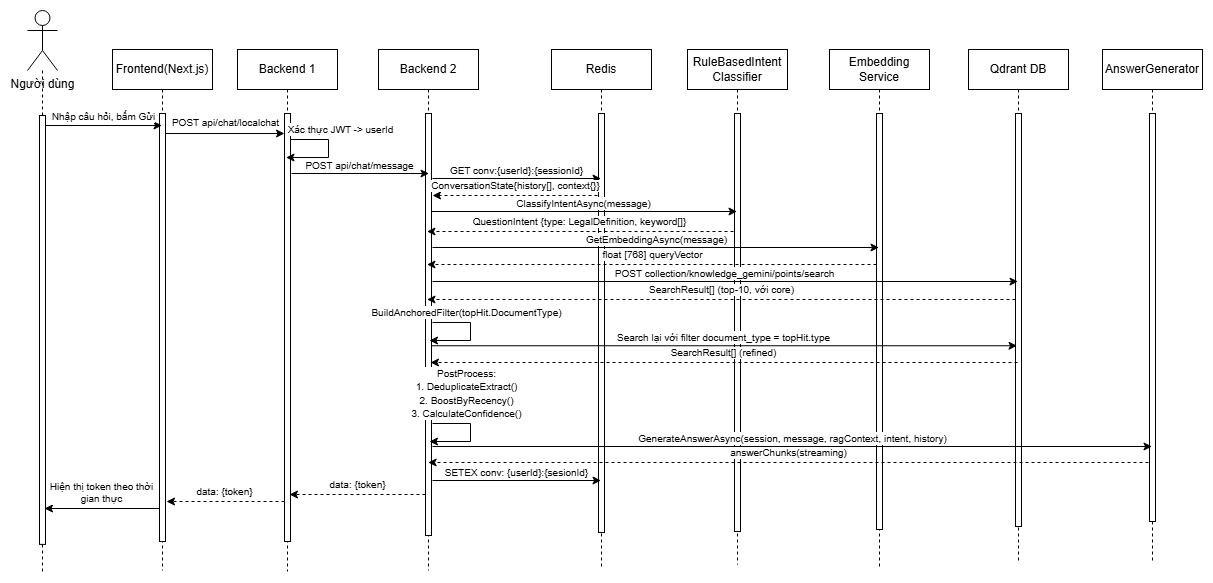 Người dùng
Frontend(Next.js)
Backend 1
Backend 2
Redis
RuleBasedIntent
Classifier
Embedding
Service
Qdrant DB
AnswerGenerator
Nhập câu hỏi, bấm Gửi
POST api/chat/localchat
Xác thực JWT -> userId
POST api/chat/message
GET conv:{userId}:{sessionId}
ConversationState{history[], context{}}
ClassifyIntentAsync(message)
QuestionIntent {type: LegalDefinition, keyword[]}
GetEmbeddingAsync(message)
float [768] queryVector
POST collection/knowledge_gemini/points/search
SearchResult[] (top-10, với core)
BuildAnchoredFilter(topHit.DocumentType)
Search lại với filter document_type = topHit.type
SearchResult[] (refined)
PostProcess:
1. DeduplicateExtract()
2. BoostByRecency()
3. CalculateConfidence()
GenerateAnswerAsync(session, message, ragContext, intent, history)
answerChunks(streaming)
SETEX conv: {userId}:{sesionId}
data: {token}
data: {token}
Hiện thị token theo thời
gian thực